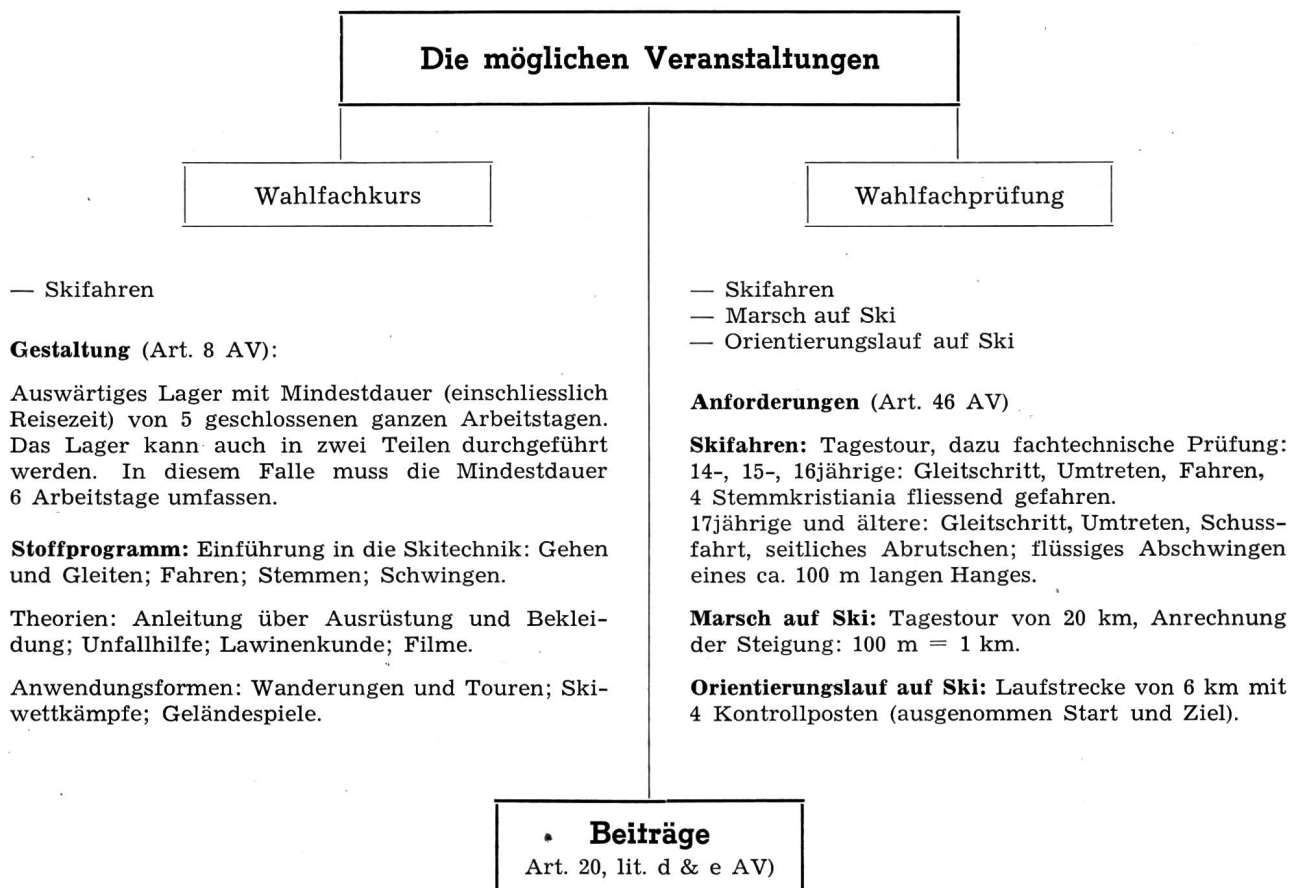 Die möglichen Veranstaltungen
Wahlfachkurs
— Skifahren
Gestaltung (Art. 8 AV):
Auswärtiges Lager mit Mindestdauer (einschliesslich
Reisezeit) von 5 geschlossenen ganzen Arbeitstagen.
Das Lager kann auch in zwei Teilen durchgeführt
werden. In diesem Falle muss die Mindestdauer
6 Arbeitstage umfassen.
Stoffprogramm: Einführung in die Skitechnik: Gehen
und Gleiten; Fahren; Stemmen; Schwingen.
Theorien: Anleitung über Ausrüstung und Beklei-
dung; Unfallhilfe; Lawinenkunde; Filme.
Anwendungsformen: Wanderungen und Touren; Ski-
wettkämpfe; Geländespiele.
Wahlfachprüfung
— Skifahren
— Marsch auf Ski
— Orientierungslauf auf Ski
Anforderungen (Art. 46 AV)
Skifahren: Tagestour, dazu fachtechnische Prüfung:
14-, 15-, 16jährige: Gleitschritt, Umtreten, Fahren,
4 Stemmkristiania fliessend gefahren.
17jährige und ältere: Gleitschritt, Umtreten, Schuss-
fahrt, seitliches Abrutschen; flüssiges Abschwingen
eines ca. 100 m langen Hanges.
Marsch auf Ski: Tagestour von 20 km, Anrechnung
der Steigung: 100 m = 1 km.
Orientierungslauf auf Ski: Laufstrecke von 6 km mit
4 Kontrollposten (ausgenommen Start und Ziel).
Beiträge
Art. 20, lit. d & e AV)